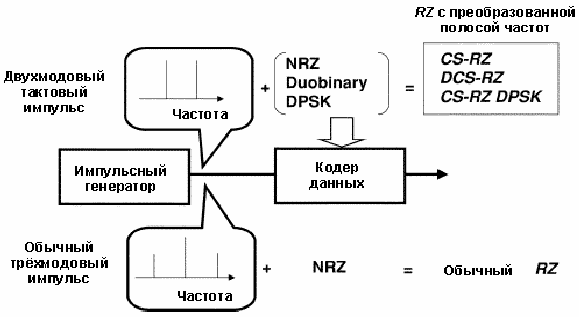 RZ с преобразованной
полосой частот
Двухмодовый
тактовый
импульс
Частота
+
NRZ
Duobinary
DPSK
=
CS-RZ
DCS-RZ
CS-RZ DPSK
Импульсный
генератор
Кодер
данных
Обычный
трёхмодовый
импульс
Частота
+ NRZ = Обычный RZ